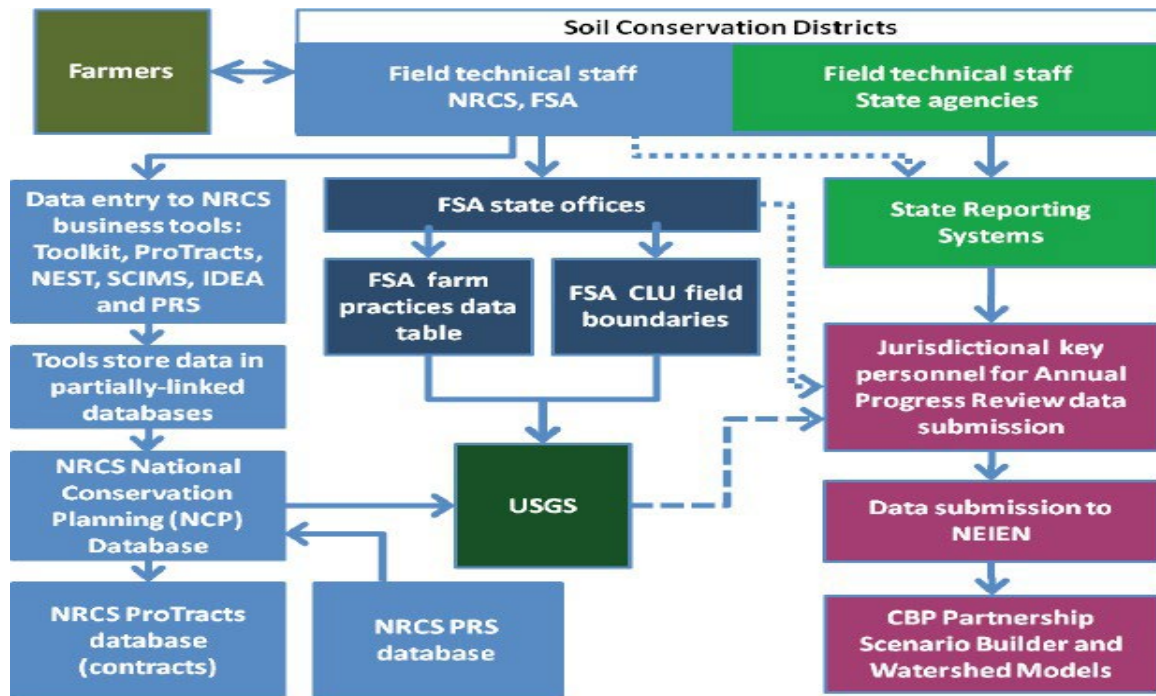 Soil Conservation Districts
Farmers
Field technical staff
NRCS, FSA
Field technical staff
State agencies
Data entry to NRCS
business tools:
Toolkit, ProTracts,
NEST, SCIMS, IDEA
and PRS
FSA state offices
State Reporting
Systems
FSA farm
practices data
table
FSA CLU field
boundaries
Tools store data in
partially-linked
databases
Jurisdictional key
personnel for Annual
Progress Review data
submission
NRCS National
Conservation
Planning (NCP)
Database
USGS
Data submission to
NEIEN
NRCS ProTracts
database
(contracts)
NRCS PRS
database
CBP Partnership
Scenario Builder and
Watershed Models